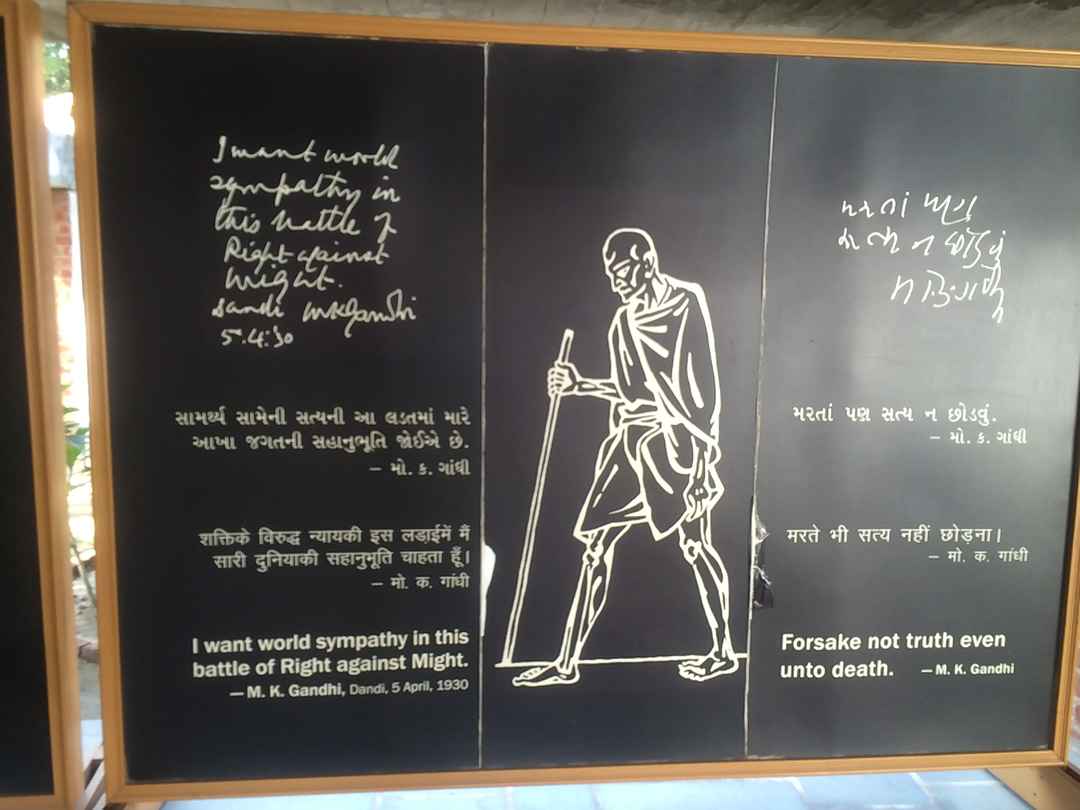 I want world
sympathy in
this battle of
Right against
might.
Dandi MKGandhi
5.4.'30
સામર્થ્ય સામેની સત્યની આ લડતમાં મારે
આખા જગતની સહાનુભૂતિ જોઈએ છે.
– મો. ક. ગાંધી
शक्तिके विरुद्ध न्यायकी इस लडाईमें मैं
सारी दुनियाकी सहानुभूति चाहता हूँ।
– मो. क. गांधी
I want world sympathy in this
battle of Right against Might.
— M. K. Gandhi, Dandi, 5 April, 1930
મરતાં પણ
સત્ય ન છોડવું
મો. ક. ગાંધી
મરતાં પણ સત્ય ન છોડવું.
– મો. ક. ગાંધી
मरते भी सत्य नहीं छोड़ना।
– मो. क. गांधी
Forsake not truth even
unto death. — M. K. Gandhi